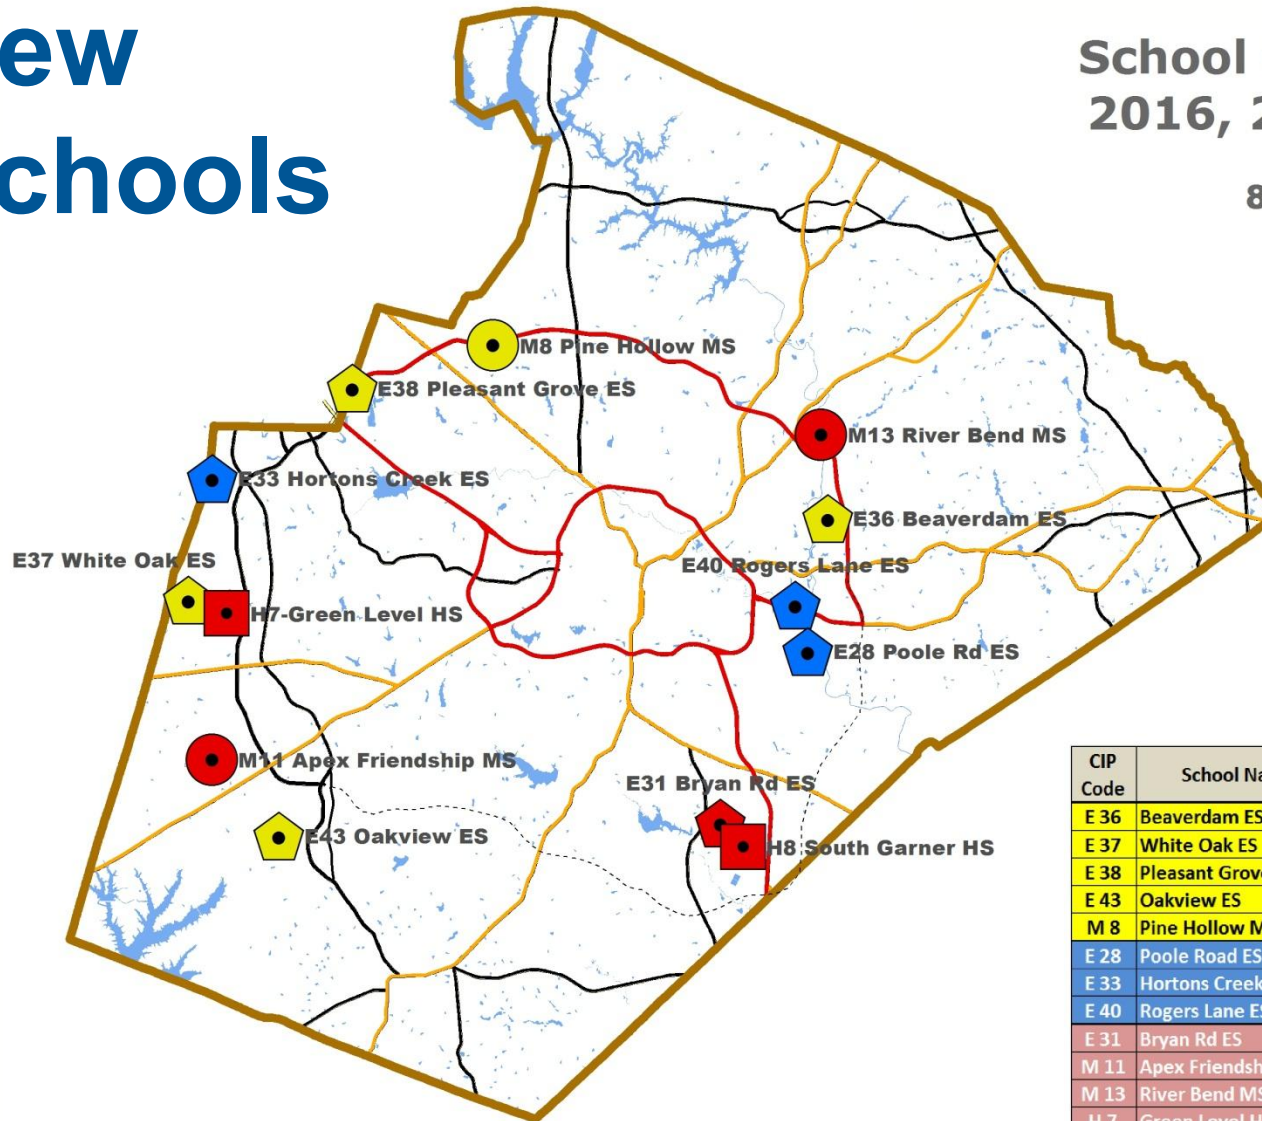 ew
chools
School
2016, 2
8
M8 Pine Hollow MS
E38 Pleasant Grove ES
M13 River Bend MS
E33 Hortons Creek ES
E36 Beaverdam ES
E37 White Oak ES
E40 Rogers Lane ES
H7-Green Level HS
E28 Poole Rd ES
M11 Apex Friendship MS
E31 Bryan Rd ES
E43 Oakview ES
H8 South Garner HS
CIP Code School Na
E 36 Beaverdam ES
E 37 White Oak ES
E 38 Pleasant Grove
E 43 Oakview ES
M 8 Pine Hollow M
E 28 Poole Road ES
E 33 Hortons Creek
E 40 Rogers Lane ES
E 31 Bryan Rd ES
M 11 Apex Friendsh
M 13 River Bend MS
H 7 Green Level H